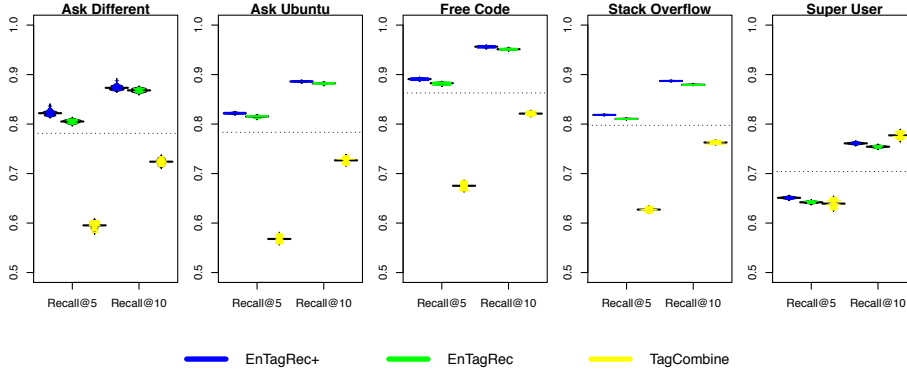 Ask Different
Ask Ubuntu
Free Code
Stack Overflow
Super User
1.0
0.9
0.8
0.7
0.6
0.5
Recall@5
Recall@10
1.0
0.9
0.8
0.7
0.6
0.5
Recall@5
Recall@10
1.0
0.9
0.8
0.7
0.6
0.5
Recall@5
Recall@10
1.0
0.9
0.8
0.7
0.6
0.5
Recall@5
Recall@10
1.0
0.9
0.8
0.7
0.6
0.5
Recall@5
Recall@10
EnTagRec+
EnTagRec
TagCombine